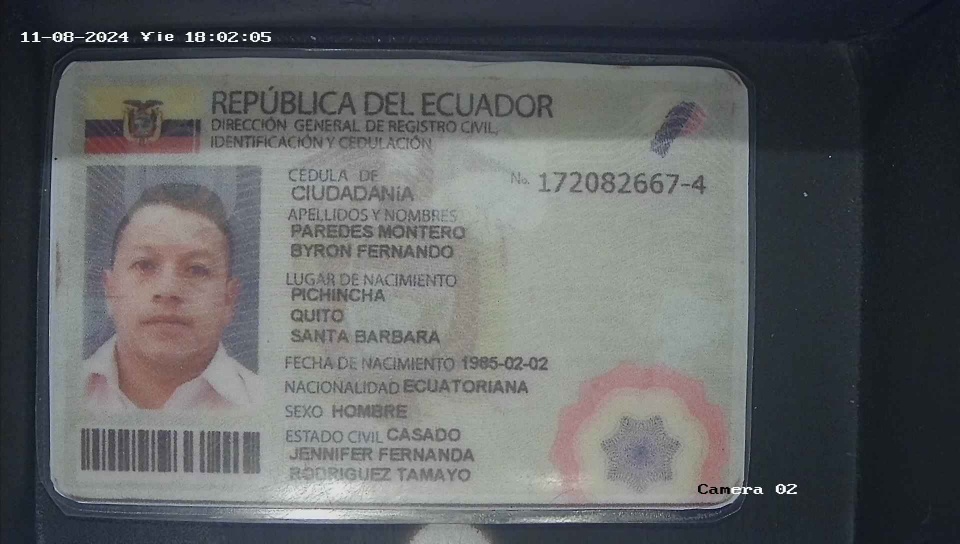 11-08-2024 Vie 18:02:05
REPÚBLICA DEL ECUADOR
DIRECCIÓN GENERAL DE REGISTRO CIVIL,
IDENTIFICACIÓN Y CEDULACIÓN
CÉDULA DE
CIUDADANÍA
No. 172082667-4
APELLIDOS Y NOMBRES
PAREDES MONTERO
BYRON FERNANDO
LUGAR DE NACIMIENTO
PICHINCHA
QUITO
SANTA BARBARA
FECHA DE NACIMIENTO 1985-02-02
NACIONALIDAD ECUATORIANA
SEXO HOMBRE
ESTADO CIVIL CASADO
JENNIFER FERNANDA
RODRIGUEZ TAMAYO
Camera 02